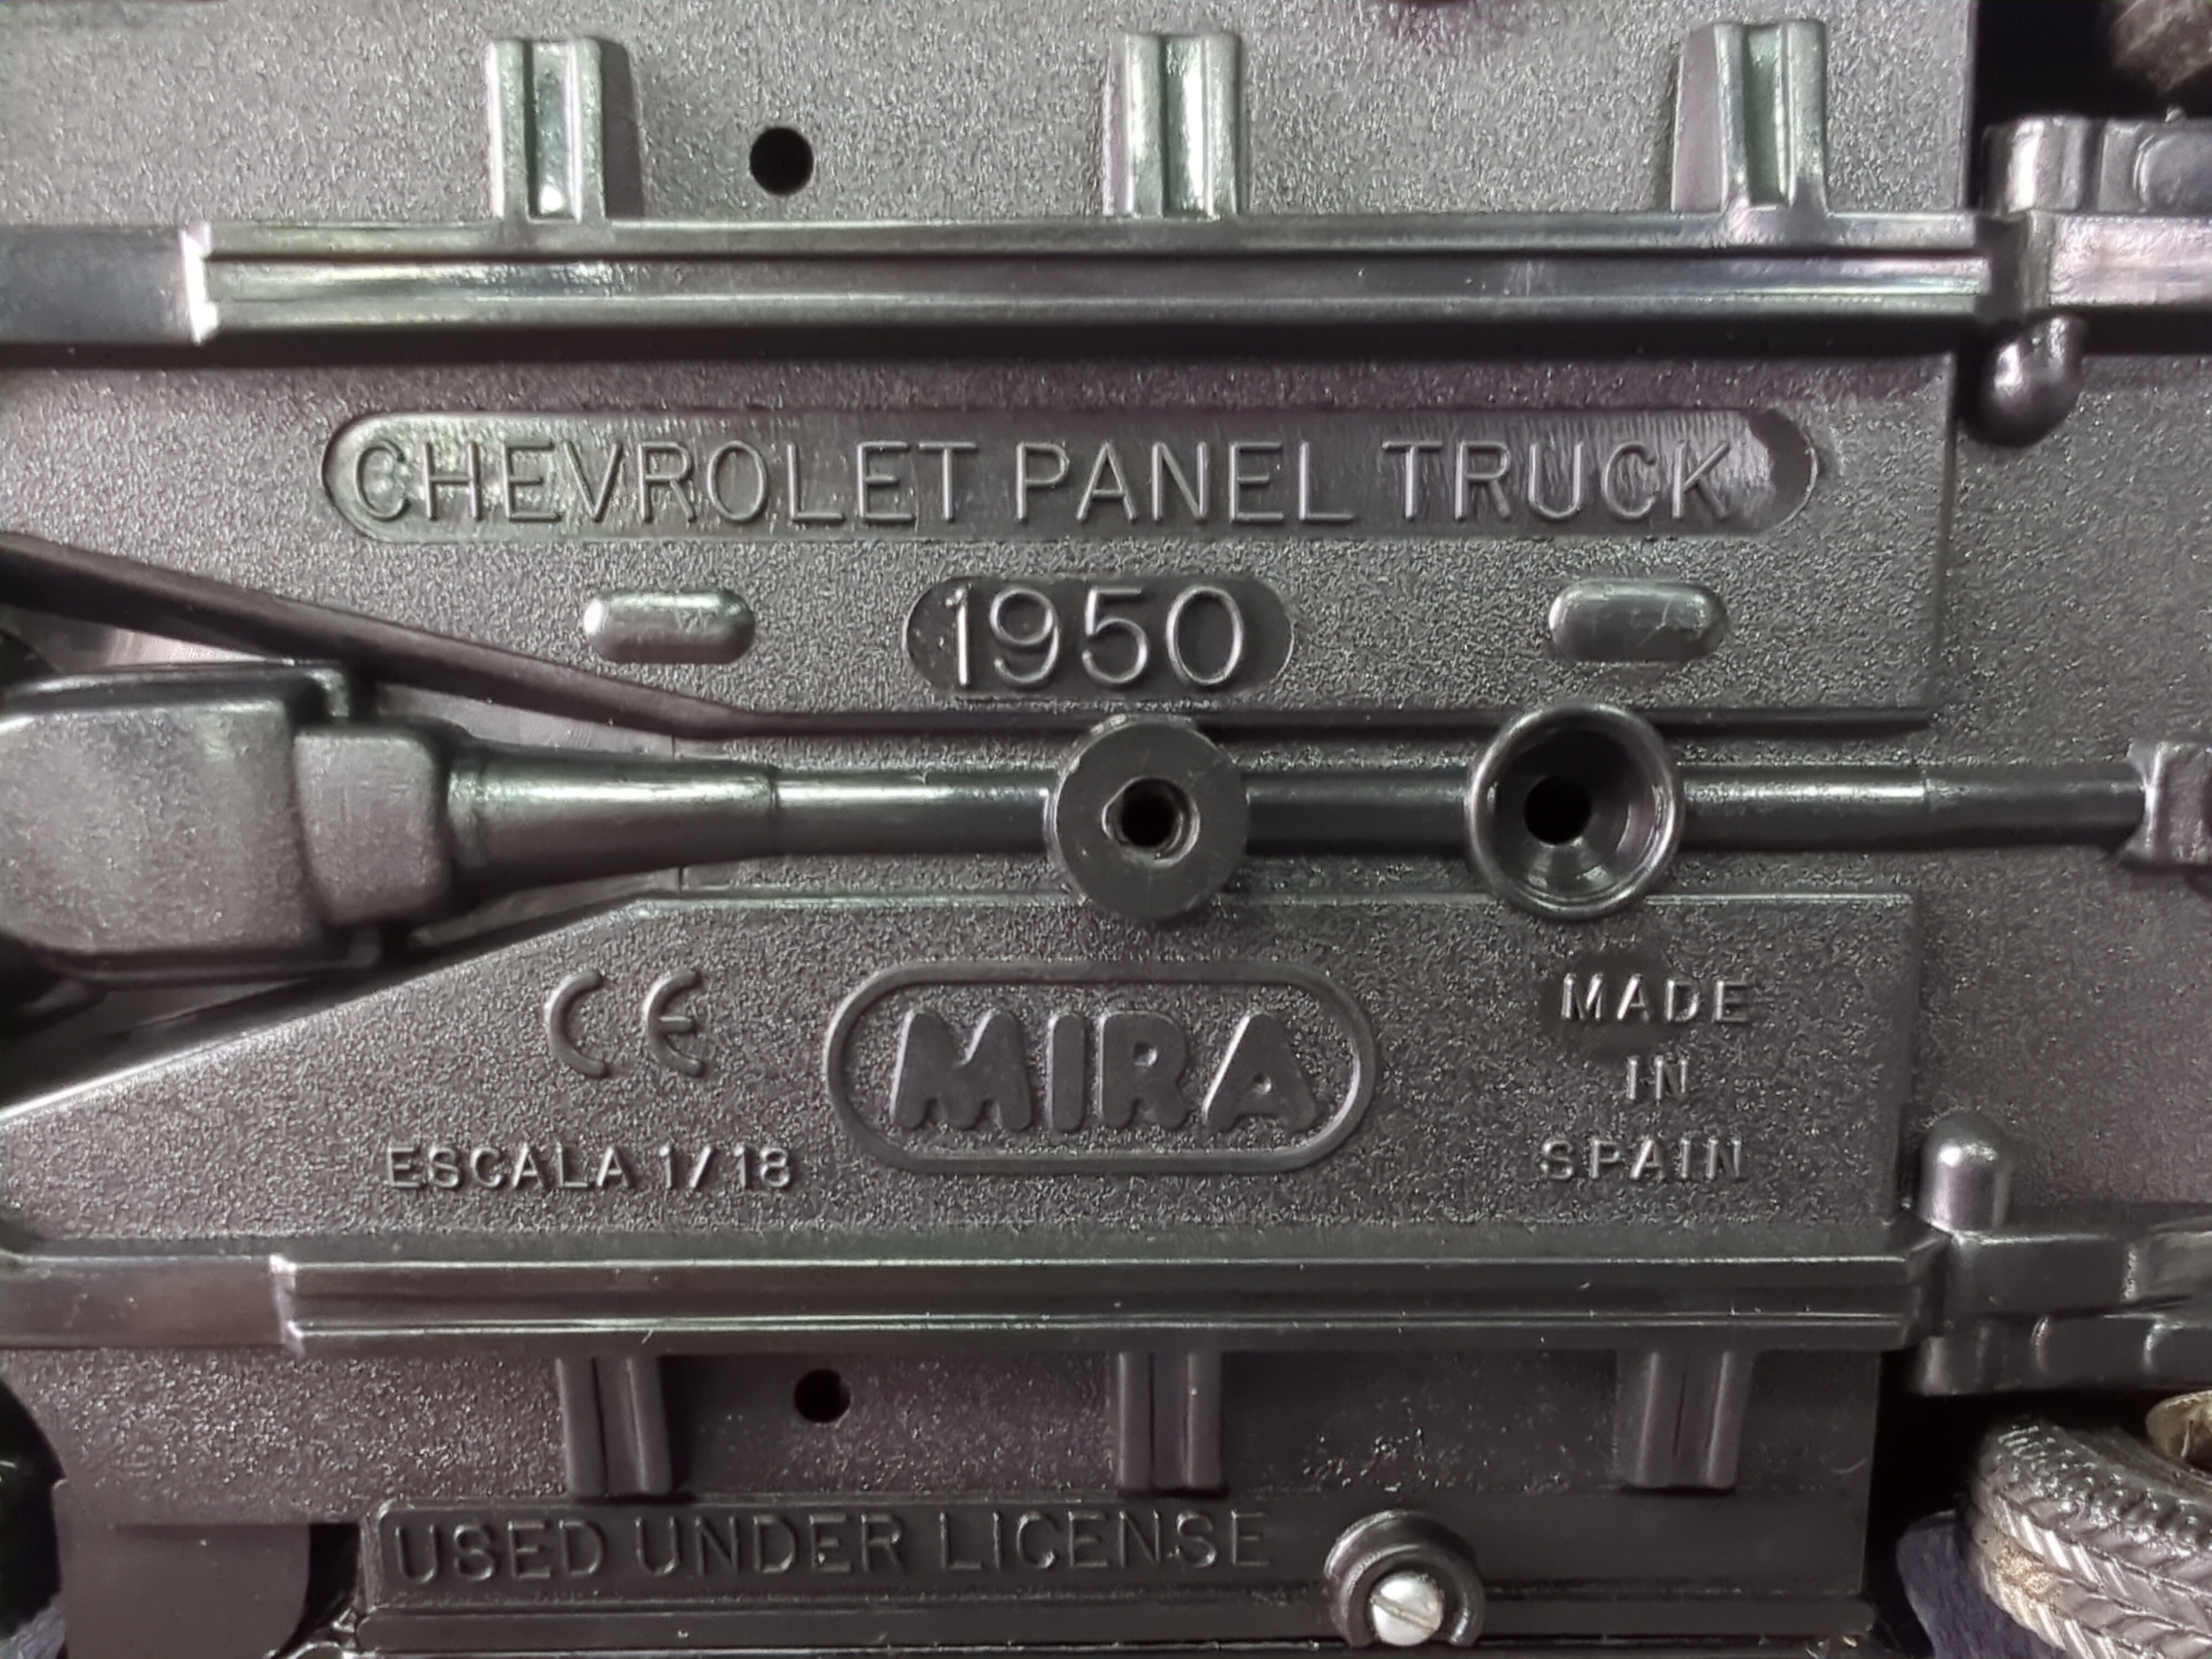 CHEVROLET PANEL TRUCK
1950
CE
MIRA
MADE
IN
SPAIN
ESCALA 1/18
USED UNDER LICENSE